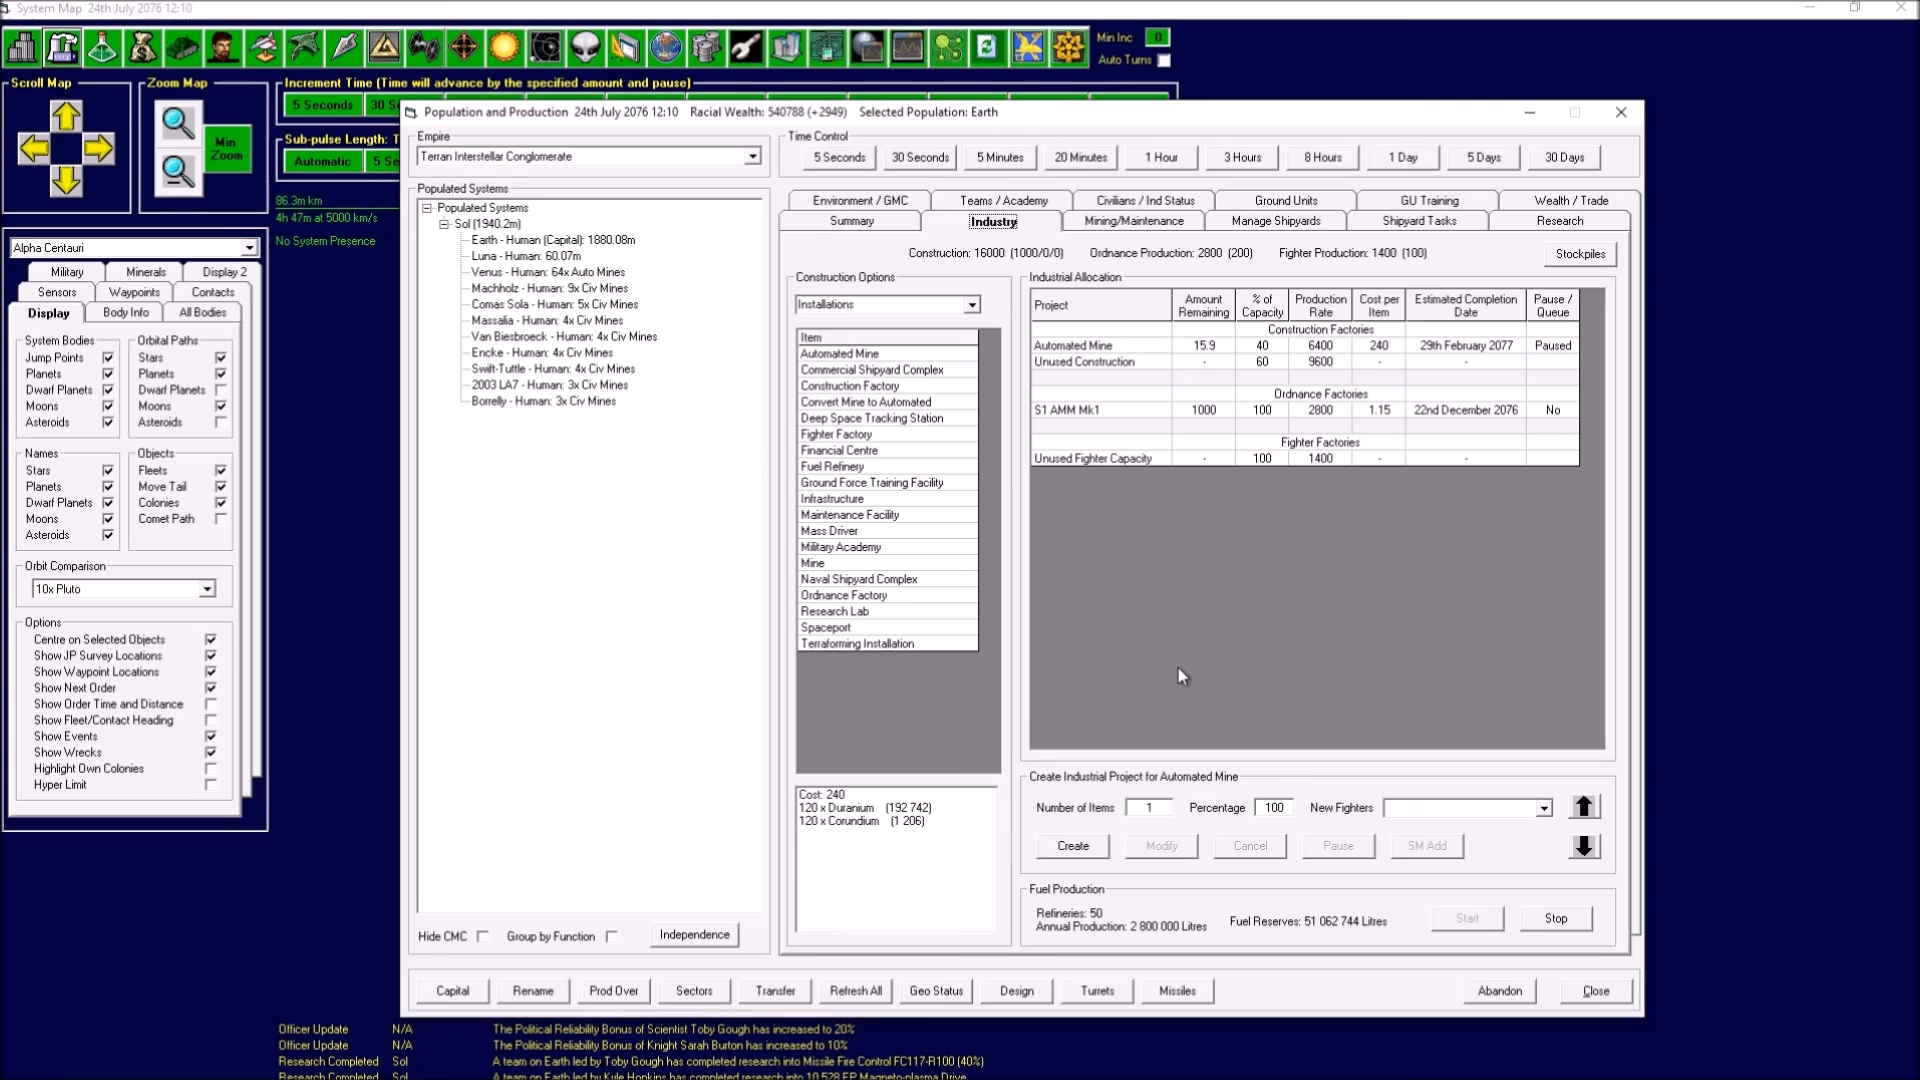 System Map  24th July 2076 12:10
Min Inc 0
Auto Turns
Scroll Map
Zoom Map
Min Zoom
Increment Time (Time will advance by the specified amount and pause)
5 Seconds
30 S
Sub-pulse Length: T
Automatic
5 Se
86.3m km
4h 47m at 5000 km/s
No System Presence
Alpha Centauri
Military
Minerals
Display 2
Sensors
Waypoints
Contacts
Display
Body Info
All Bodies
System Bodies
Jump Points
Planets
Dwarf Planets
Moons
Asteroids
Orbital Paths
Stars
Planets
Dwarf Planets
Moons
Asteroids
Names
Stars
Planets
Dwarf Planets
Moons
Asteroids
Objects
Fleets
Move Tail
Colonies
Comet Path
Orbit Comparison
10x Pluto
Options
Centre on Selected Objects
Show JP Survey Locations
Show Waypoint Locations
Show Next Order
Show Order Time and Distance
Show Fleet/Contact Heading
Show Events
Show Wrecks
Highlight Own Colonies
Hyper Limit
Population and Production  24th July 2076 12:10  Racial Wealth: 540788 (+2949)  Selected Population: Earth
Empire
Terran Interstellar Conglomerate
Populated Systems
Populated Systems
Sol (1940.2m)
Earth - Human (Capital): 1880.08m
Luna - Human: 60.07m
Venus - Human: 64x Auto Mines
Machholz - Human: 9x Civ Mines
Comas Sola - Human: 5x Civ Mines
Massalia - Human: 4x Civ Mines
Van Biesbroeck - Human: 4x Civ Mines
Encke - Human: 4x Civ Mines
Swift-Tuttle - Human: 4x Civ Mines
2003 LA7 - Human: 3x Civ Mines
Borrelly - Human: 3x Civ Mines
Hide CMC
Group by Function
Independence
Time Control
5 Seconds
30 Seconds
5 Minutes
20 Minutes
1 Hour
3 Hours
8 Hours
1 Day
5 Days
30 Days
Environment / GMC
Teams / Academy
Civilians / Ind Status
Ground Units
GU Training
Wealth / Trade
Summary
Industry
Mining/Maintenance
Manage Shipyards
Shipyard Tasks
Research
Construction: 16000 (1000/0/0)
Ordnance Production: 2800 (200)
Fighter Production: 1400 (100)
Stockpiles
Construction Options
Installations
Item
Automated Mine
Commercial Shipyard Complex
Construction Factory
Convert Mine to Automated
Deep Space Tracking Station
Fighter Factory
Financial Centre
Fuel Refinery
Ground Force Training Facility
Infrastructure
Maintenance Facility
Mass Driver
Military Academy
Mine
Naval Shipyard Complex
Ordnance Factory
Research Lab
Spaceport
Terraforming Installation
Cost: 240
120 x Duranium (192 742)
120 x Corundium (1 206)
Industrial Allocation
Project | Amount Remaining | % of Capacity | Production Rate | Cost per Item | Estimated Completion Date | Pause / Queue
Construction Factories
Automated Mine 15.9 40 6400 240 29th February 2077 Paused
Unused Construction - 60 9600 - -
Ordnance Factories
S1 AMM Mk1 1000 100 2800 1.15 22nd December 2076 No
Fighter Factories
Unused Fighter Capacity - 100 1400 - -
Create Industrial Project for Automated Mine
Number of Items 1 Percentage 100 New Fighters
Create
Modify
Cancel
Pause
SM Add
Fuel Production
Refineries: 50
Annual Production: 2 800 000 Litres
Fuel Reserves: 51 062 744 Litres
Start
Stop
Capital
Rename
Prod Over
Sectors
Transfer
Refresh All
Geo Status
Design
Turrets
Missiles
Abandon
Close
Officer Update N/A The Political Reliability Bonus of Scientist Toby Gough has increased to 20%
Officer Update N/A The Political Reliability Bonus of Knight Sarah Burton has increased to 10%
Research Completed Sol A team on Earth led by Toby Gough has completed research into Missile Fire Control FC117-R100 (40%)
Research Completed Sol A team on Earth led by Kyle Hopkins has completed research into 10.528 EP Magneto-plasma Drive